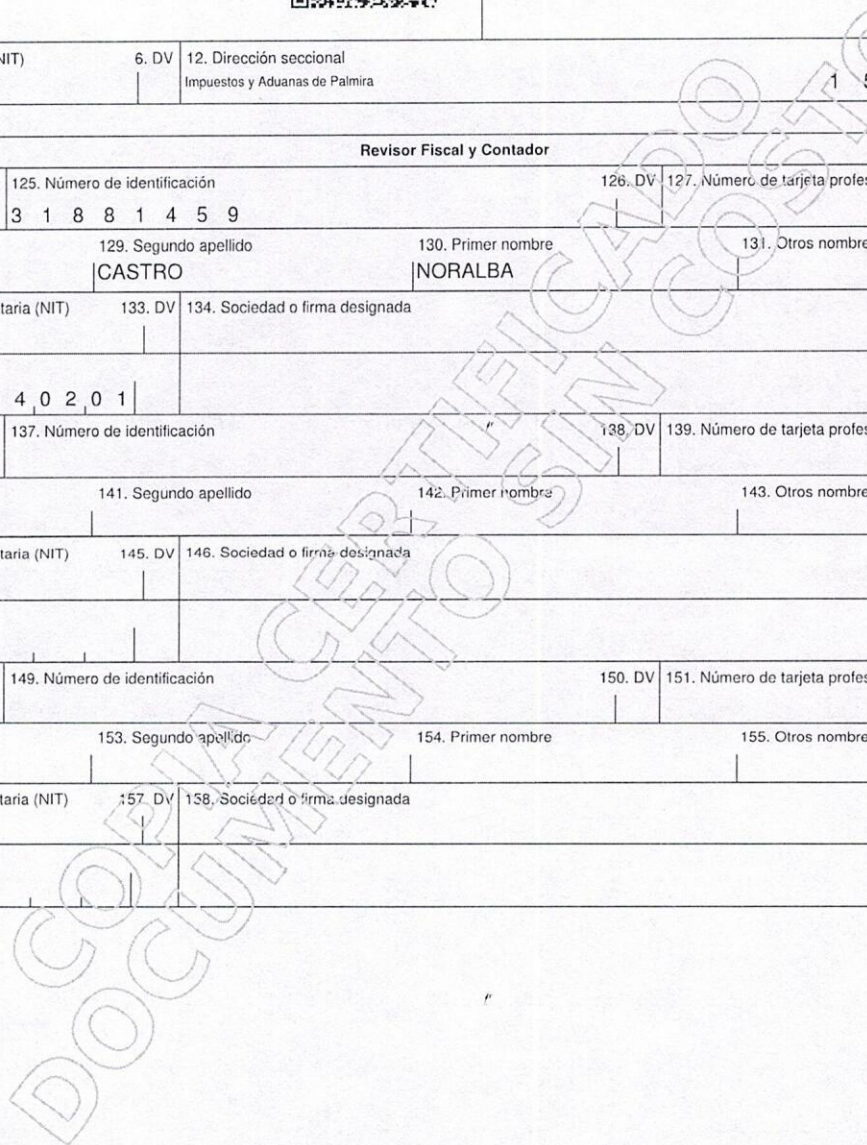 NIT) 6. DV 12. Dirección seccional
Impuestos y Aduanas de Palmira 1 5
Revisor Fiscal y Contador
125. Número de identificación 126. DV 127. Número de tarjeta profes
3 1 8 8 1 4 5 9
129. Segundo apellido 130. Primer nombre 131. Otros nombre
CASTRO NORALBA
taria (NIT) 133. DV 134. Sociedad o firma designada
4 0 2 0 1
137. Número de identificación 138. DV 139. Número de tarjeta profes
141. Segundo apellido 142. Primer nombre 143. Otros nombre
taria (NIT) 145. DV 146. Sociedad o firma designada
149. Número de identificación 150. DV 151. Número de tarjeta profes
153. Segundo apellido 154. Primer nombre 155. Otros nombre
taria (NIT) 157. DV 158. Sociedad o firma designada
COPIA CERTIFICADO
DOCUMENTO SIN COSTO